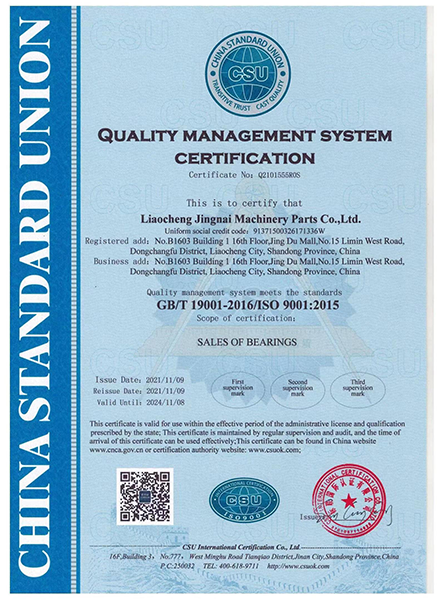 CHINA STANDARD UNION
CHINA STANDARD UNION
CSU
TRANSITIVE TRUST CAST QUALITY
QUALITY MANAGEMENT SYSTEM
CERTIFICATION
Certificate No: Q2101555R0S
This is to certify that
Liaocheng Jingnai Machinery Parts Co.,Ltd.
Uniform social credit code: 91371500326171336W
Registered add: No.B1603 Building 1 16th Floor,Jing Du Mall,No.15 Limin West Road,
Dongchangfu District, Liaocheng City, Shandong Province, China
Business add: No.B1603 Building 1 16th Floor,Jing Du Mall,No.15 Limin West Road,
Dongchangfu District, Liaocheng City, Shandong Province, China
Quality management system meets the standards
GB/T 19001-2016/ISO 9001:2015
Scope of certification:
SALES OF BEARINGS
Issue Date: 2021/11/09
Reissue Date: 2021/11/09
Valid Until: 2024/11/08
First
supervision
mark
Second
supervision
mark
Third
supervision
mark
This certificate is valid for use within the effective period of the administrative license and qualification
prescribed by the state; This certificate is maintained by regular supervision and audit, and the time of
arrival of this certificate can be used effectively;This certificate can be found in China website
www.cnca.gov.cn or certification authority website: www.csuok.com;
CSU
ISO9001
CSU International Certification Co., Ltd
16F,Building 3, No.777, West Minghu Road Tianqiao District,Jinan City,Shandong Province,China
P,C:250032 TEL: 400-618-9711 http://www.csuok.com